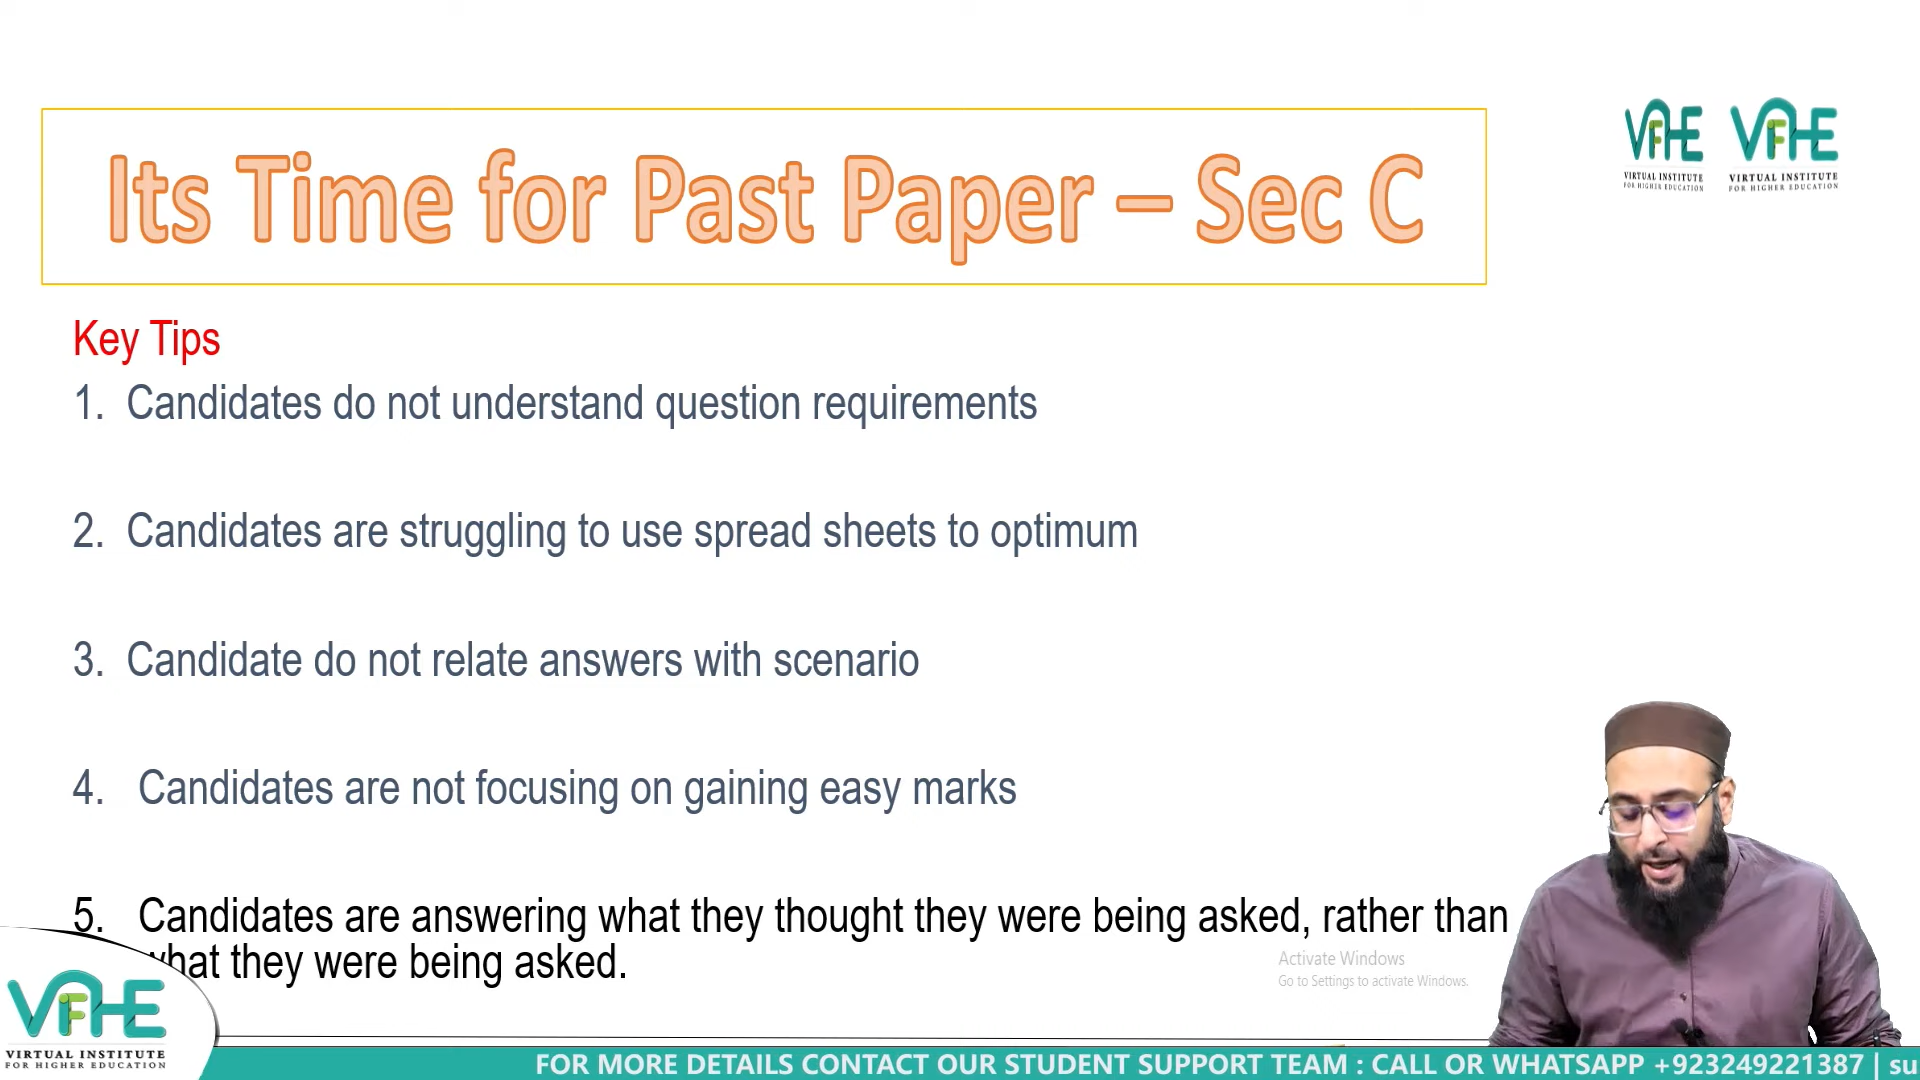 Its Time for Past Paper – Sec C
VIFHE VIFHE
VIRTUAL INSTITUTE VIRTUAL INSTITUTE
FOR HIGHER EDUCATION FOR HIGHER EDUCATION
Key Tips
1. Candidates do not understand question requirements
2. Candidates are struggling to use spread sheets to optimum
3. Candidate do not relate answers with scenario
4. Candidates are not focusing on gaining easy marks
5. Candidates are answering what they thought they were being asked, rather than
what they were being asked.
Activate Windows
Go to Settings to activate Windows.
VIFHE
VIRTUAL INSTITUTE
FOR HIGHER EDUCATION
FOR MORE DETAILS CONTACT OUR STUDENT SUPPORT TEAM : CALL OR WHATSAPP +923249221387 | su